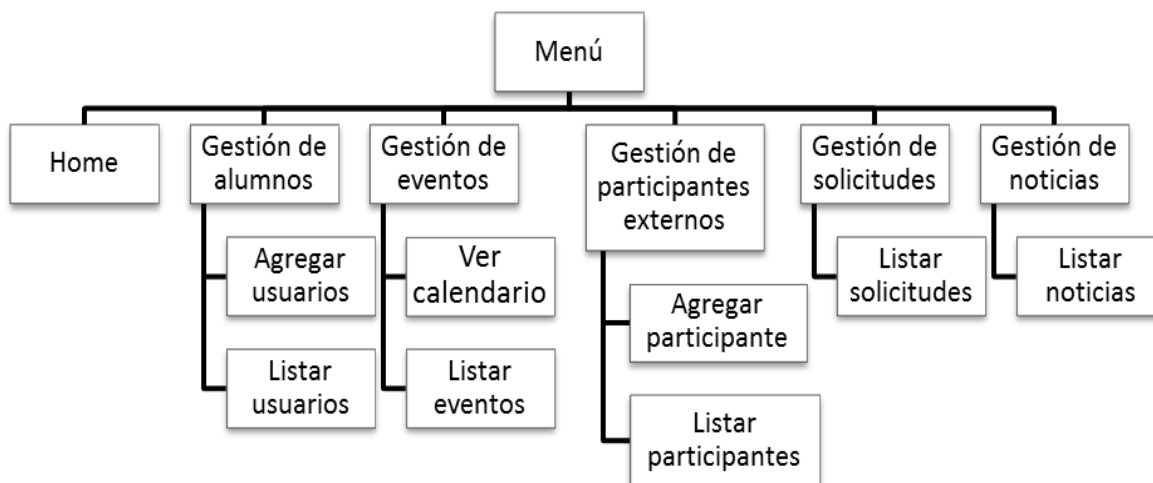 Menú
Home
Gestión de
alumnos
Agregar
usuarios
Listar
usuarios
Gestión de
eventos
Ver
calendario
Listar
eventos
Gestión de
participantes
externos
Agregar
participante
Listar
participantes
Gestión de
solicitudes
Listar
solicitudes
Gestión de
noticias
Listar
noticias